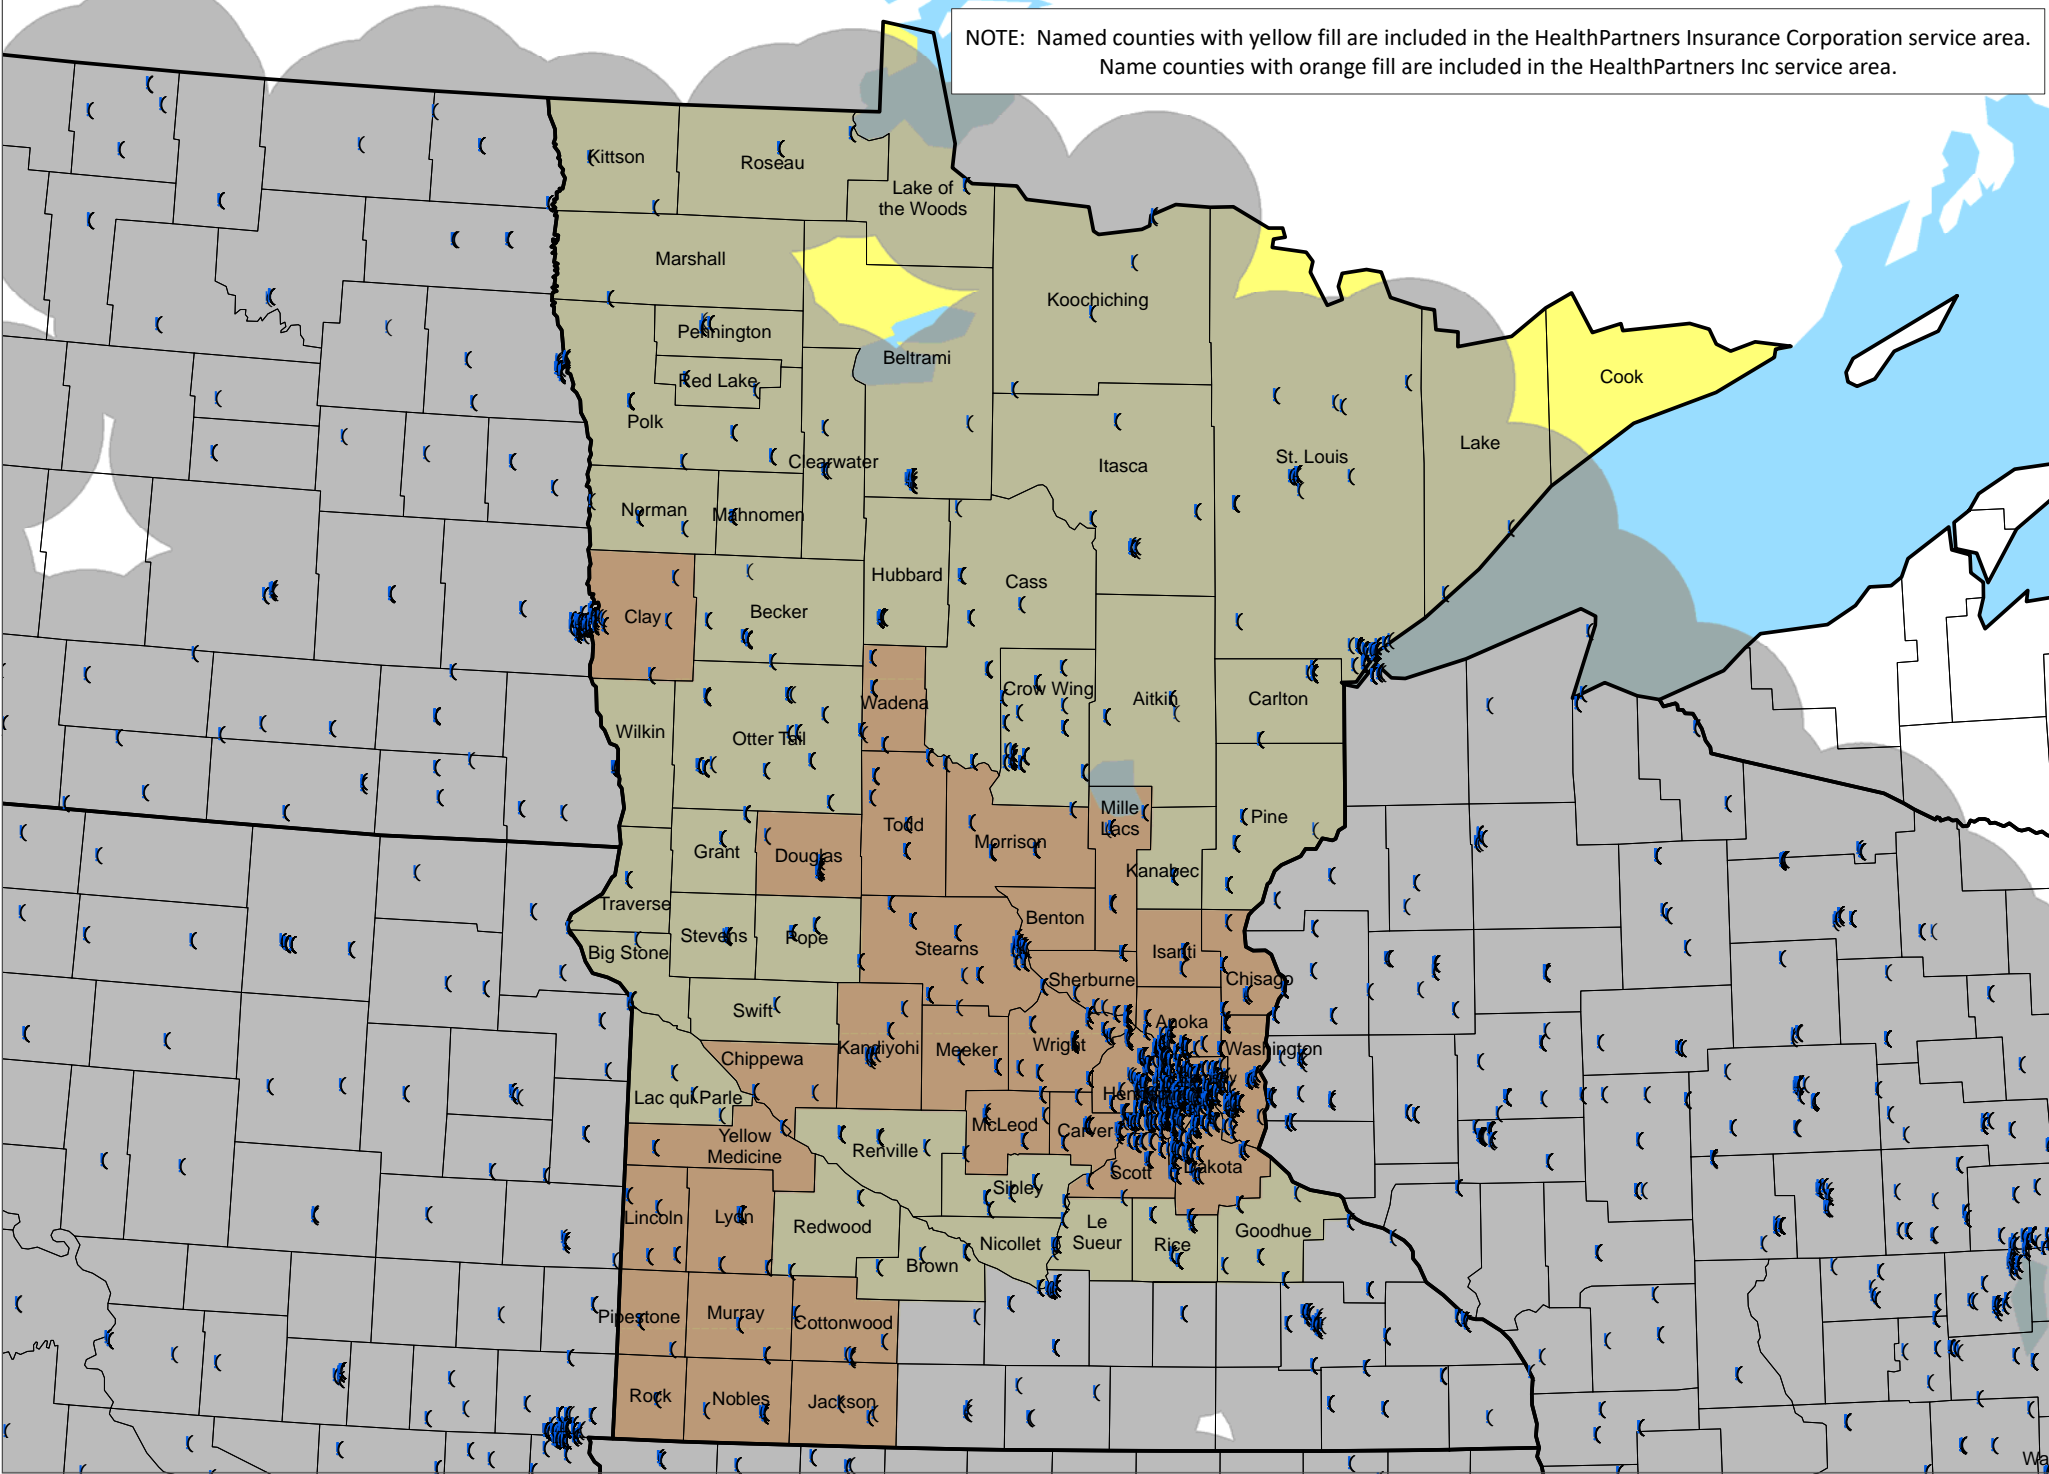 NOTE: Named counties with yellow fill are included in the HealthPartners Insurance Corporation service area.
Name counties with orange fill are included in the HealthPartners Inc service area.
Kittson
Roseau
Lake of
the Woods
Marshall
Koochiching
Pennington
Beltrami
Red Lake
Cook
Polk
Lake
Clearwater
Itasca
St. Louis
Norman
Mahnomen
Hubbard
Cass
Clay
Becker
Wadena
Crow Wing
Aitkin
Carlton
Wilkin
Otter Tail
Mille
Lacs
Pine
Todd
Morrison
Grant
Douglas
Kanabec
Traverse
Benton
Stevens
Pope
Big Stone
Stearns
Isanti
Sherburne
Chisago
Swift
Anoka
Chippewa
Kandiyohi
Meeker
Wright
Washington
Lac qui Parle
McLeod
Carver
Yellow
Medicine
Renville
Scott
Dakota
Sibley
Lincoln
Lyon
Redwood
Le
Sueur
Rice
Goodhue
Nicollet
Brown
Pipestone
Murray
Cottonwood
Rock
Nobles
Jackson